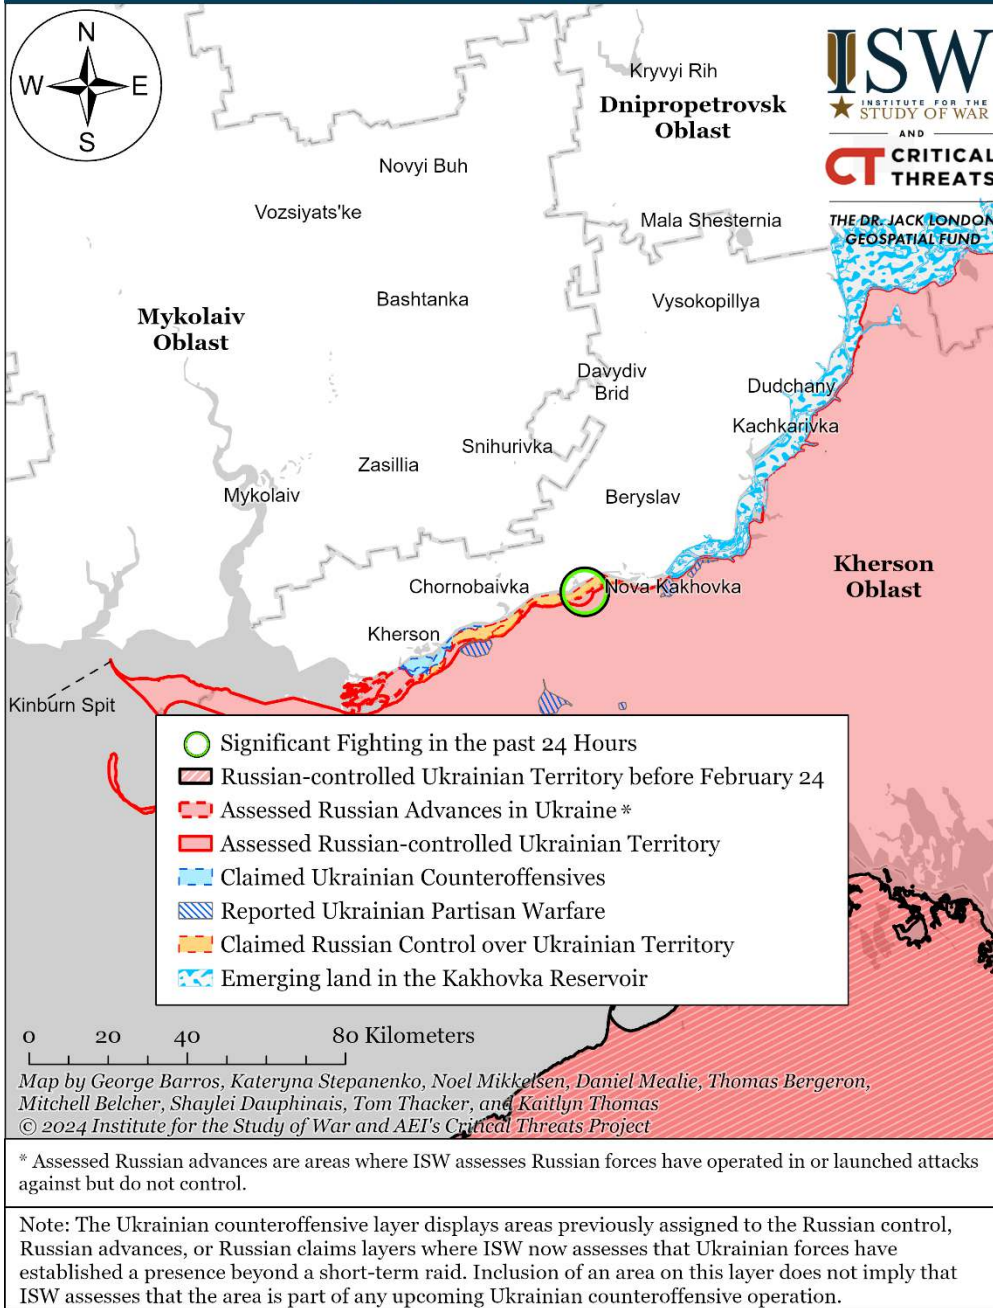 N
W
E
S
ISW
INSTITUTE FOR THE
STUDY OF WAR
AND
CT CRITICAL
THREATS
THE DR. JACK LONDON
GEOSPATIAL FUND
Kryvyi Rih
Dnipropetrovsk
Oblast
Novyi Buh
Vozsiyats'ke
Mala Shesternia
Bashtanka
Vysokopillya
Mykolaiv
Oblast
Davydiv
Brid
Dudchany
Kachkarivka
Snihurivka
Zasillia
Mykolaiv
Beryslav
Kherson
Oblast
Chornobaivka
Nova Kakhovka
Kherson
Kinburn Spit
Significant Fighting in the past 24 Hours
Russian-controlled Ukrainian Territory before February 24
Assessed Russian Advances in Ukraine *
Assessed Russian-controlled Ukrainian Territory
Claimed Ukrainian Counteroffensives
Reported Ukrainian Partisan Warfare
Claimed Russian Control over Ukrainian Territory
Emerging land in the Kakhovka Reservoir
0 20 40 80 Kilometers
Map by George Barros, Kateryna Stepanenko, Noel Mikkelsen, Daniel Mealie, Thomas Bergeron,
Mitchell Belcher, Shaylei Dauphinais, Tom Thacker, and Kaitlyn Thomas
© 2024 Institute for the Study of War and AEI's Critical Threats Project
* Assessed Russian advances are areas where ISW assesses Russian forces have operated in or launched attacks
against but do not control.
Note: The Ukrainian counteroffensive layer displays areas previously assigned to the Russian control,
Russian advances, or Russian claims layers where ISW now assesses that Ukrainian forces have
established a presence beyond a short-term raid. Inclusion of an area on this layer does not imply that
ISW assesses that the area is part of any upcoming Ukrainian counteroffensive operation.